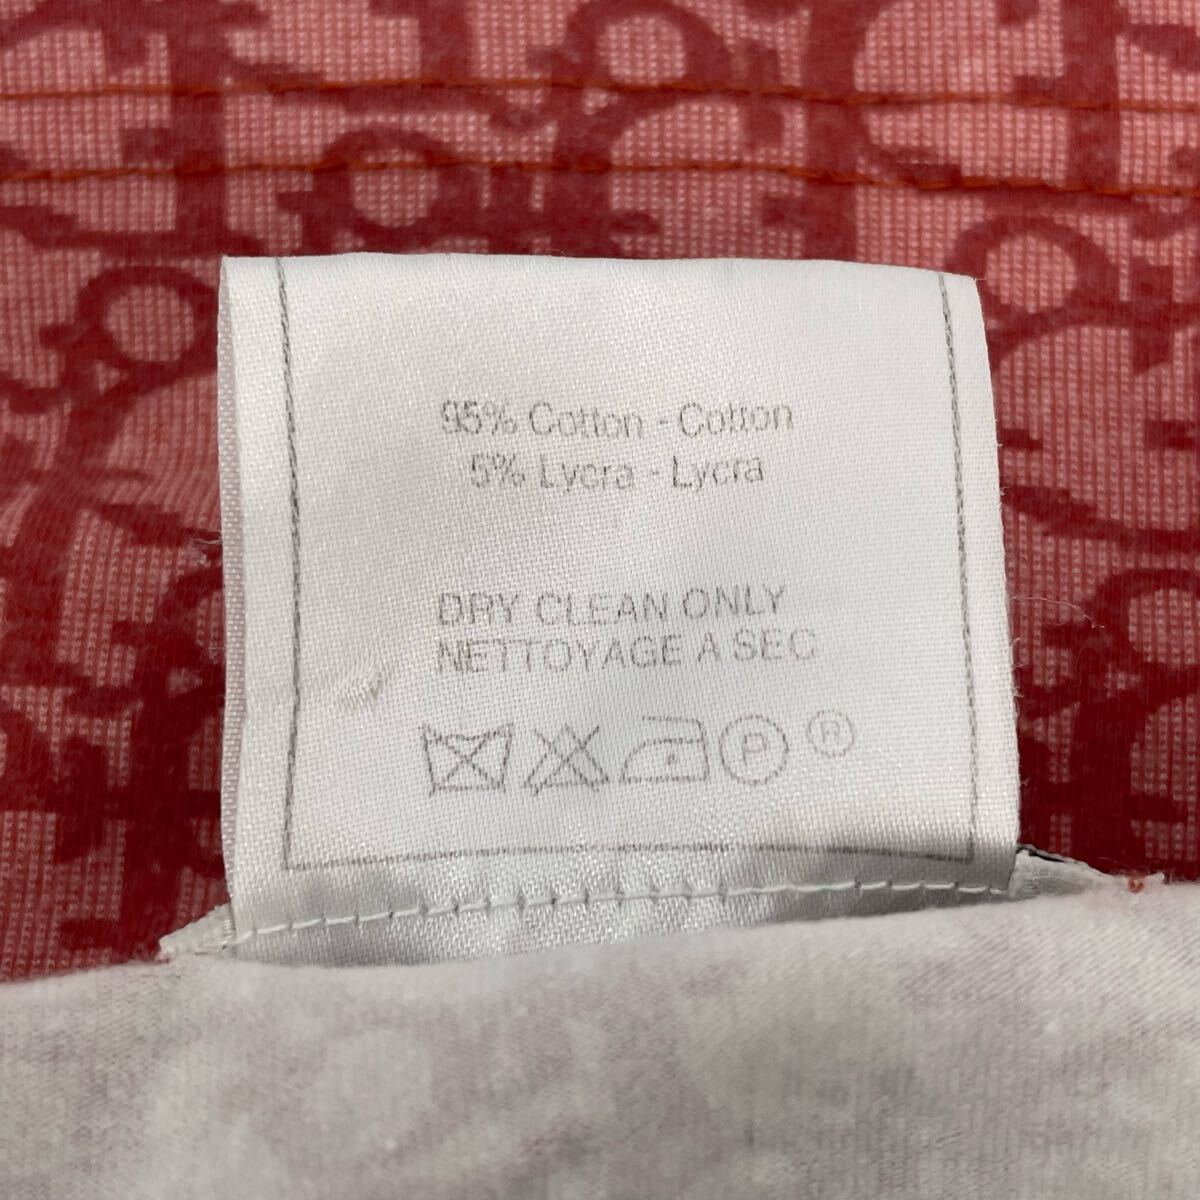 95% Cotton - Cotton
5% Lycra - Lycra
DRY CLEAN ONLY
NETTOYAGE A SEC
P ®